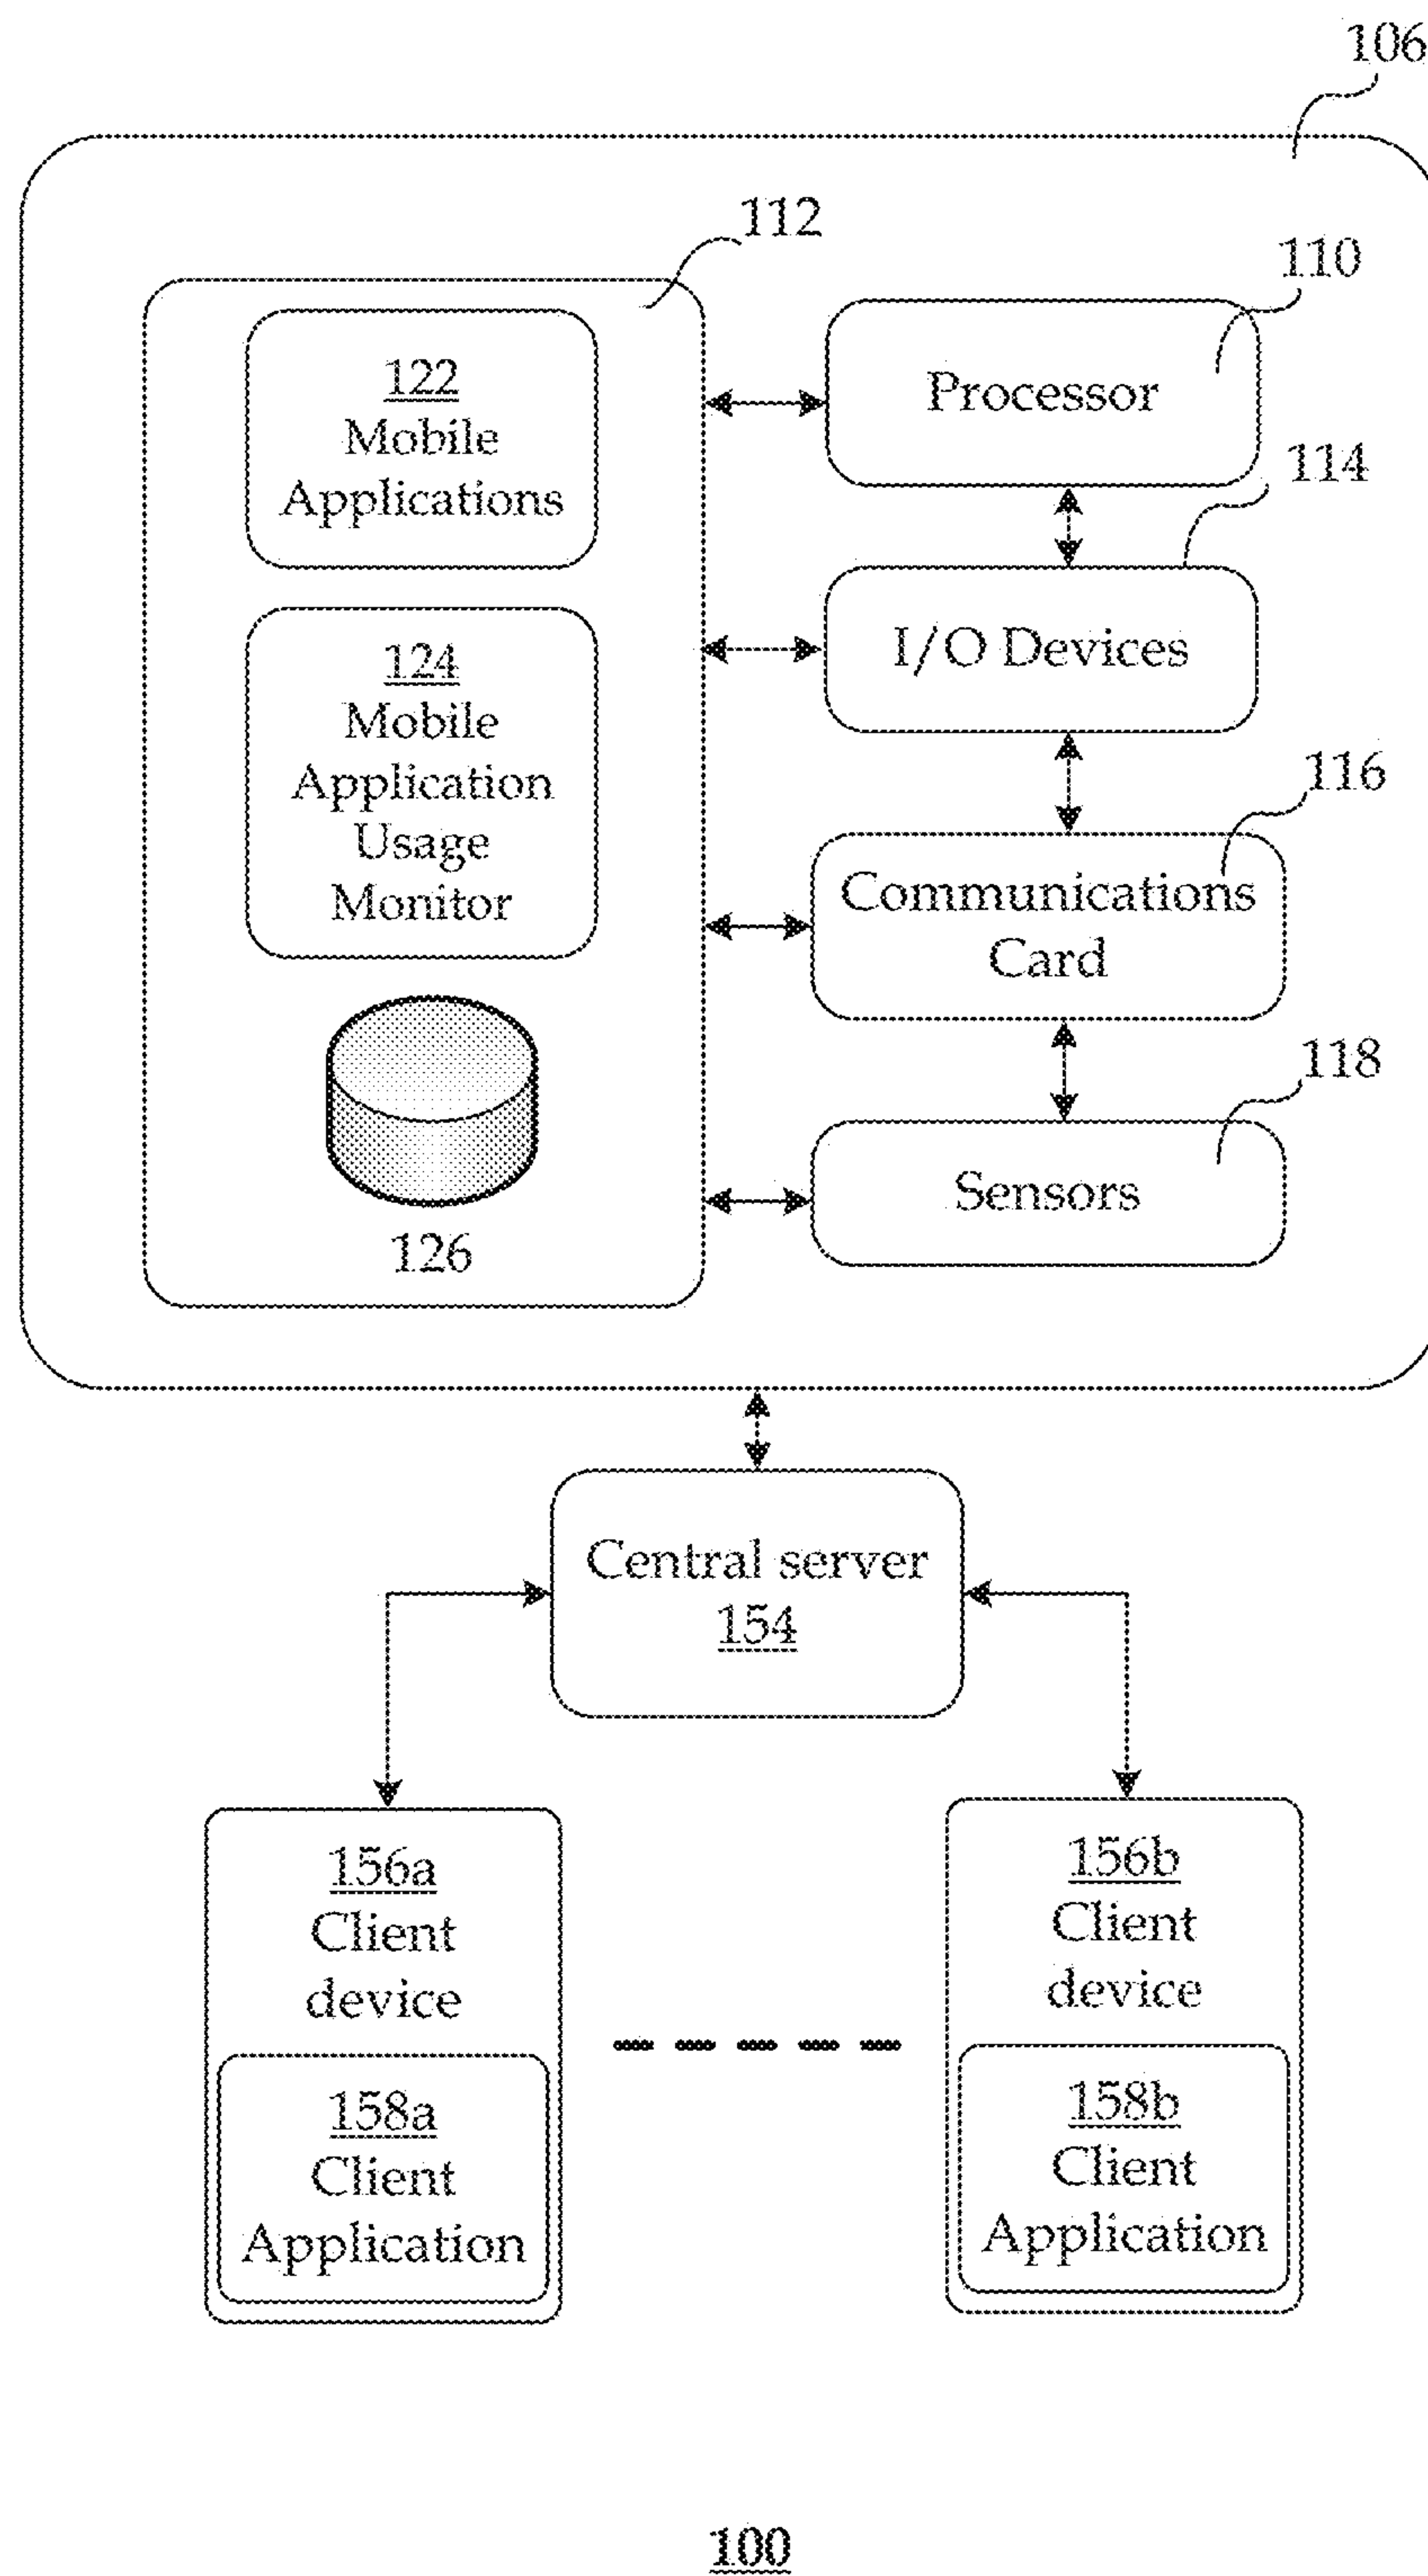 106
112
110
122
Mobile
Applications
Processor
114
124
Mobile
Application
Usage
Monitor
I/O Devices
116
Communications
Card
118
Sensors
126
Central server
154
156a
Client
device
158a
Client
Application
156b
Client
device
158b
Client
Application
100